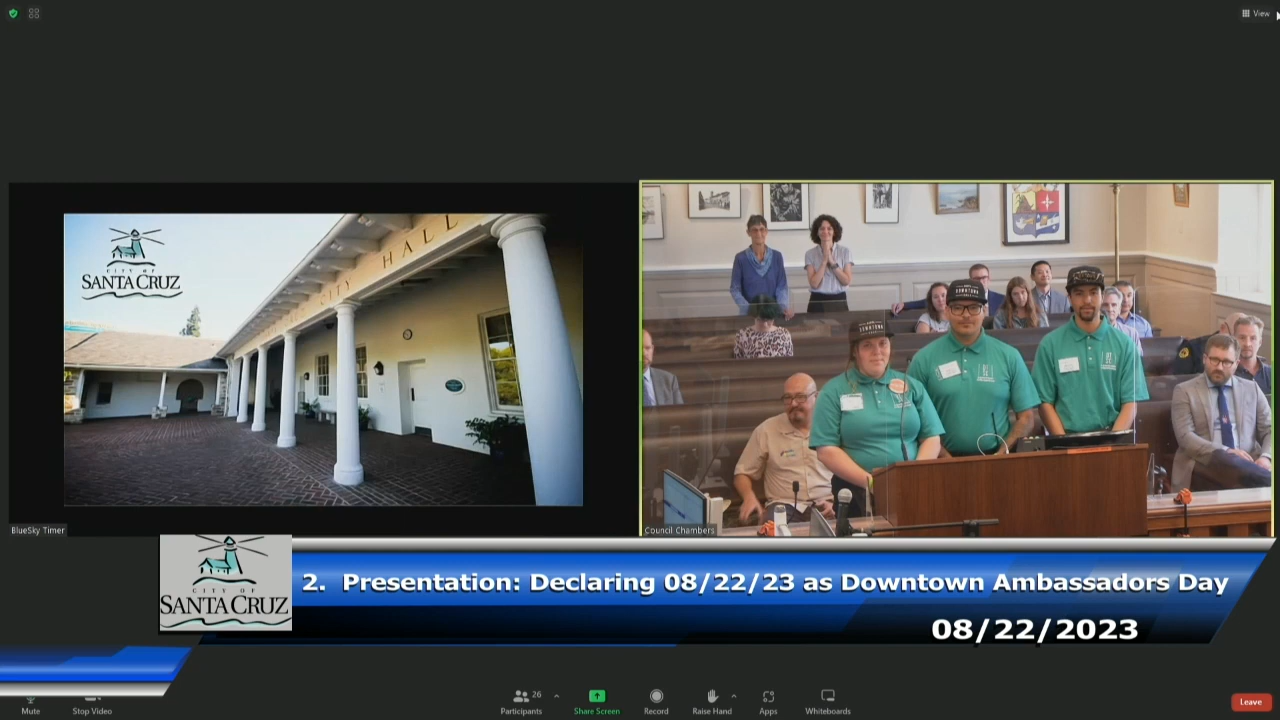 View
CITY OF
SANTA CRUZ
CITY HALL
BlueSky Timer
DOWNTOWN
DOWNTOWN
Council Chambers
CITY OF
SANTA CRUZ
2. Presentation: Declaring 08/22/23 as Downtown Ambassadors Day
08/22/2023
Mute
Stop Video
Participants
26
Share Screen
Record
Raise Hand
Apps
Whiteboards
Leave